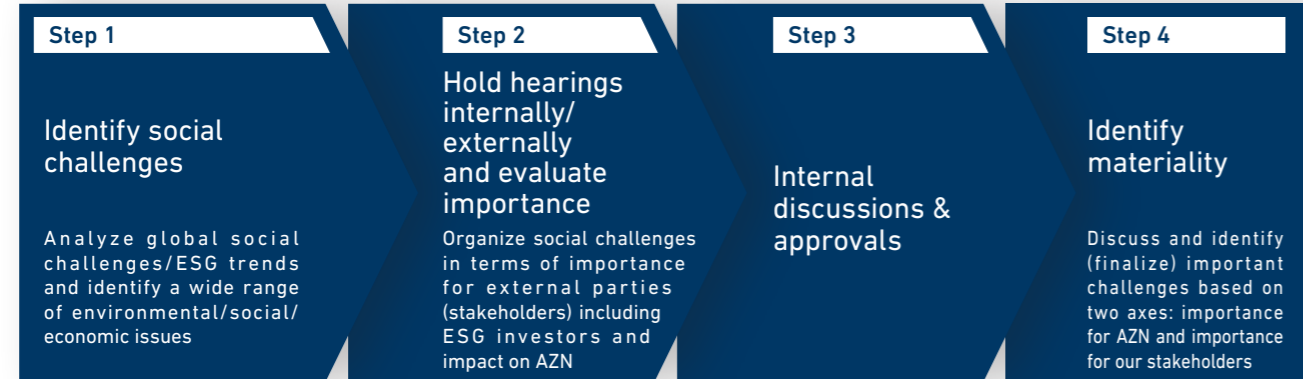 Step 1
Identify social
challenges
Analyze global social
challenges/ESG trends
and identify a wide range
of environmental/social/
economic issues
Step 2
Hold hearings
internally/
externally
and evaluate
importance
Organize social challenges
in terms of importance
for external parties
(stakeholders) including
ESG investors and
impact on AZN
Step 3
Internal
discussions &
approvals
Step 4
Identify
materiality
Discuss and identify
(finalize) important
challenges based on
two axes: importance
for AZN and importance
for our stakeholders